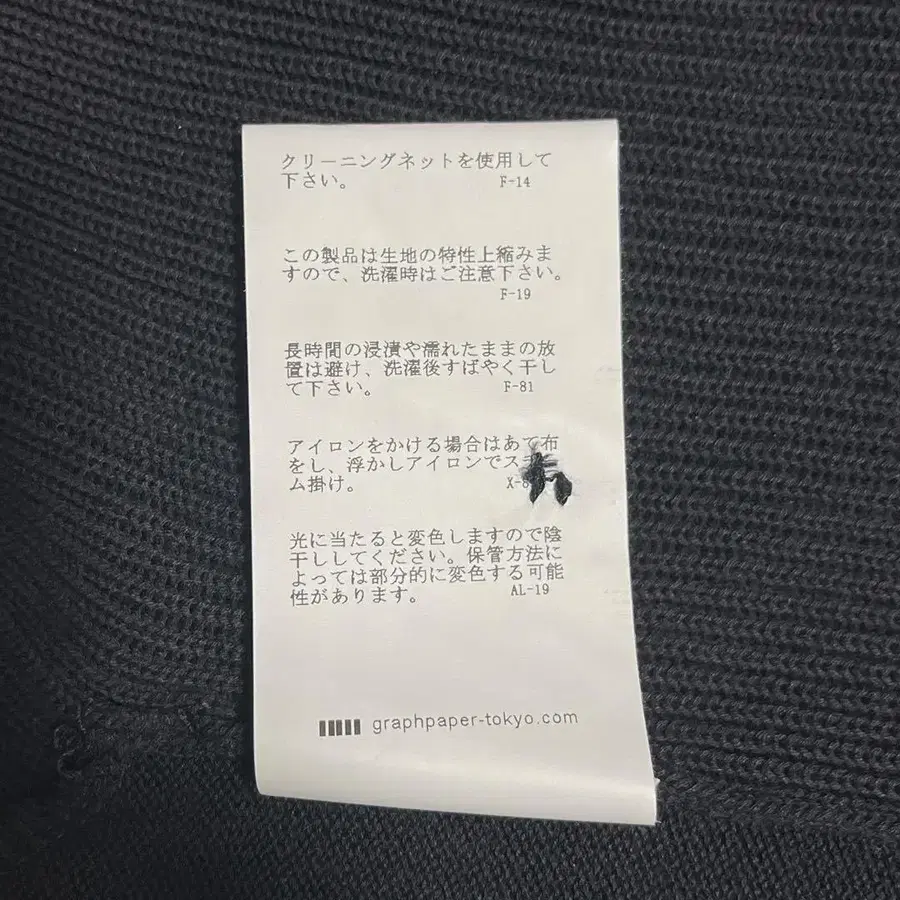 クリーニングネットを使用して
下さい。 F-14
この製品は生地の特性上縮みま
すので、洗濯時はご注意下さい。
F-19
長時間の浸漬や濡れたままの放
置は避け、洗濯後すばやく干し
て下さい。 F-81
アイロンをかける場合はあて布
をし、浮かしアイロンでス
ム掛け。
光に当たると変色しますので陰
干ししてください。保管方法に
よっては部分的に変色する可能
性があります。 AL-19
graphpaper-tokyo.com